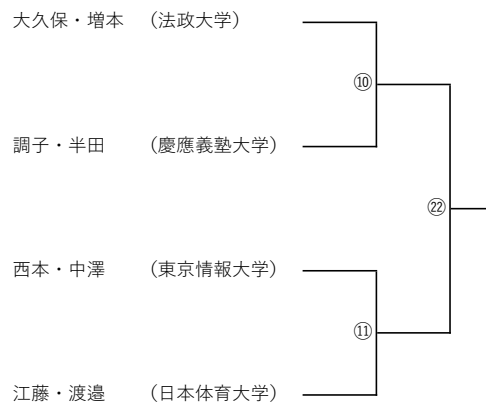 大久保・増本 （法政大学）
⑩
調子・半田 （慶應義塾大学）
㉒
西本・中澤 （東京情報大学）
⑪
江藤・渡邉 （日本体育大学）